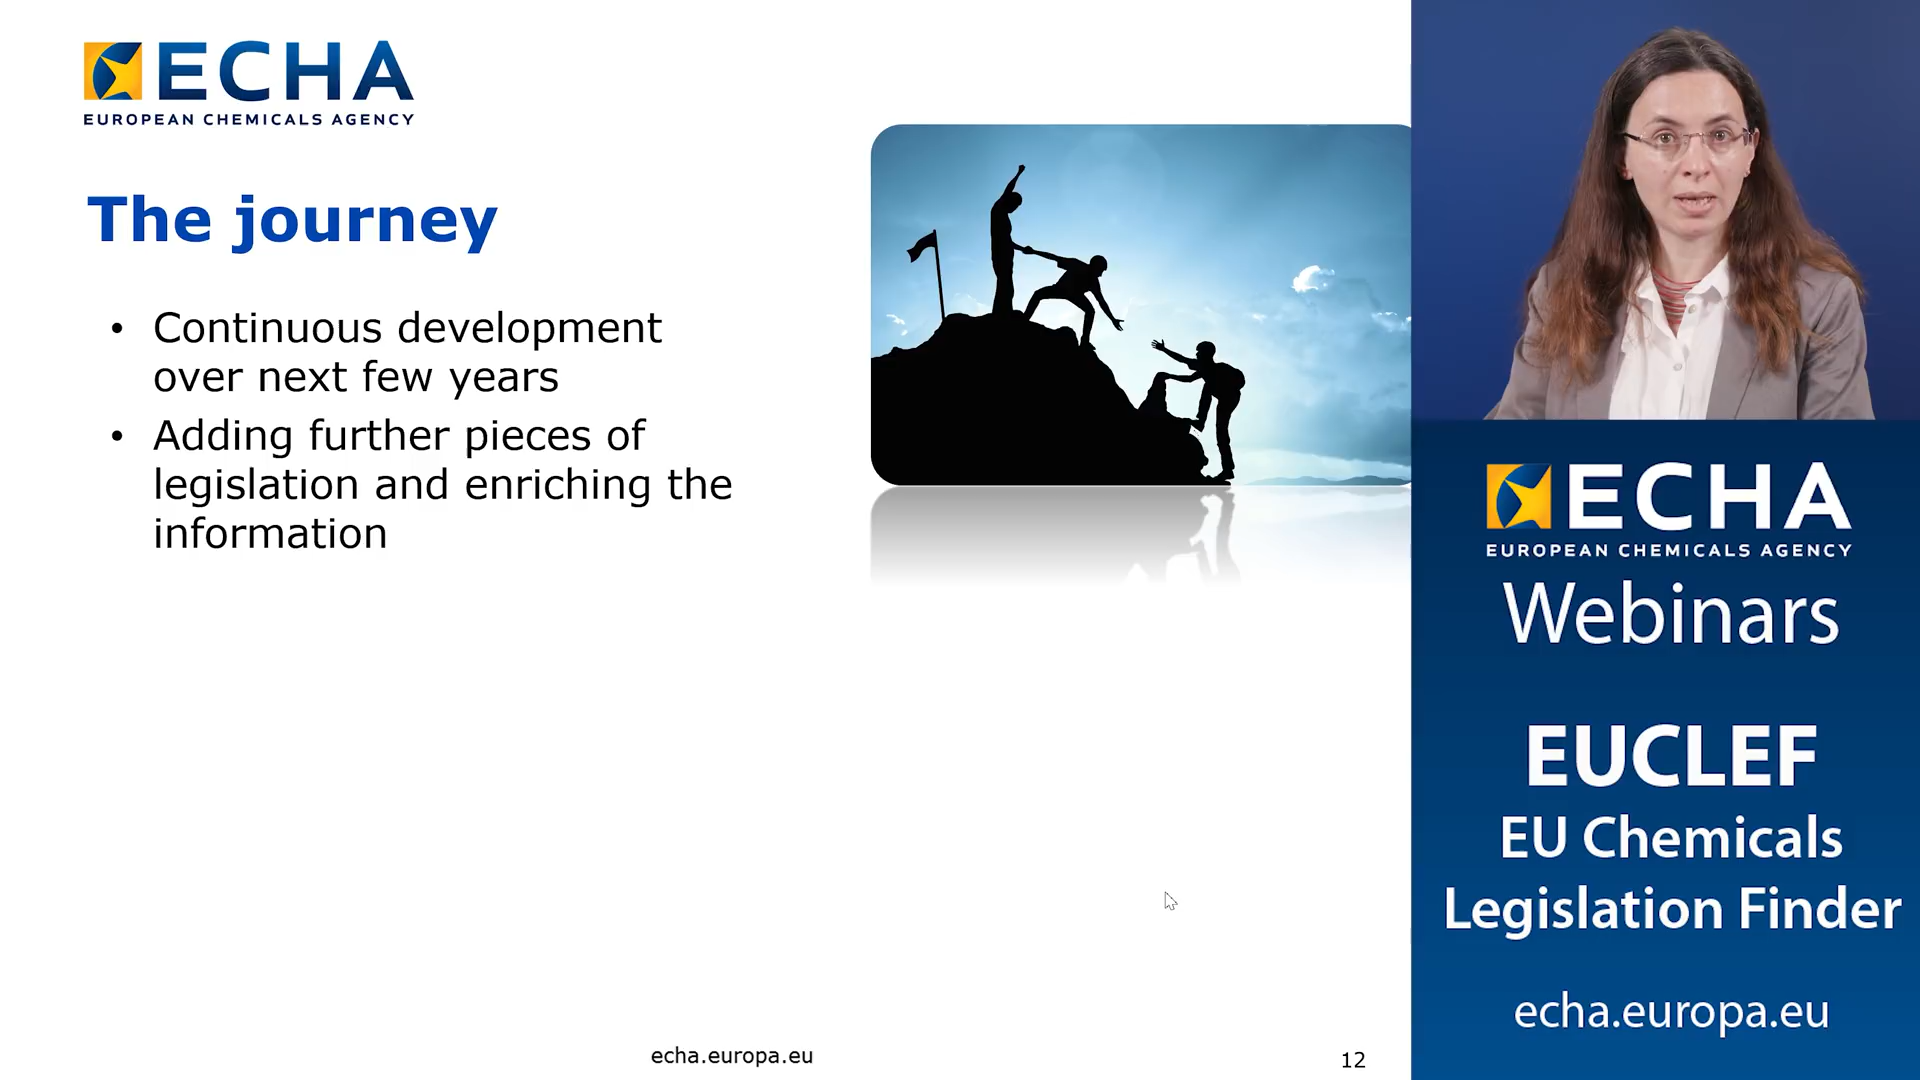 ECHA
EUROPEAN CHEMICALS AGENCY
The journey
• Continuous development
over next few years
• Adding further pieces of
legislation and enriching the
information
echa.europa.eu
12
ECHA
EUROPEAN CHEMICALS AGENCY
Webinars
EUCLEF
EU Chemicals
Legislation Finder
echa.europa.eu